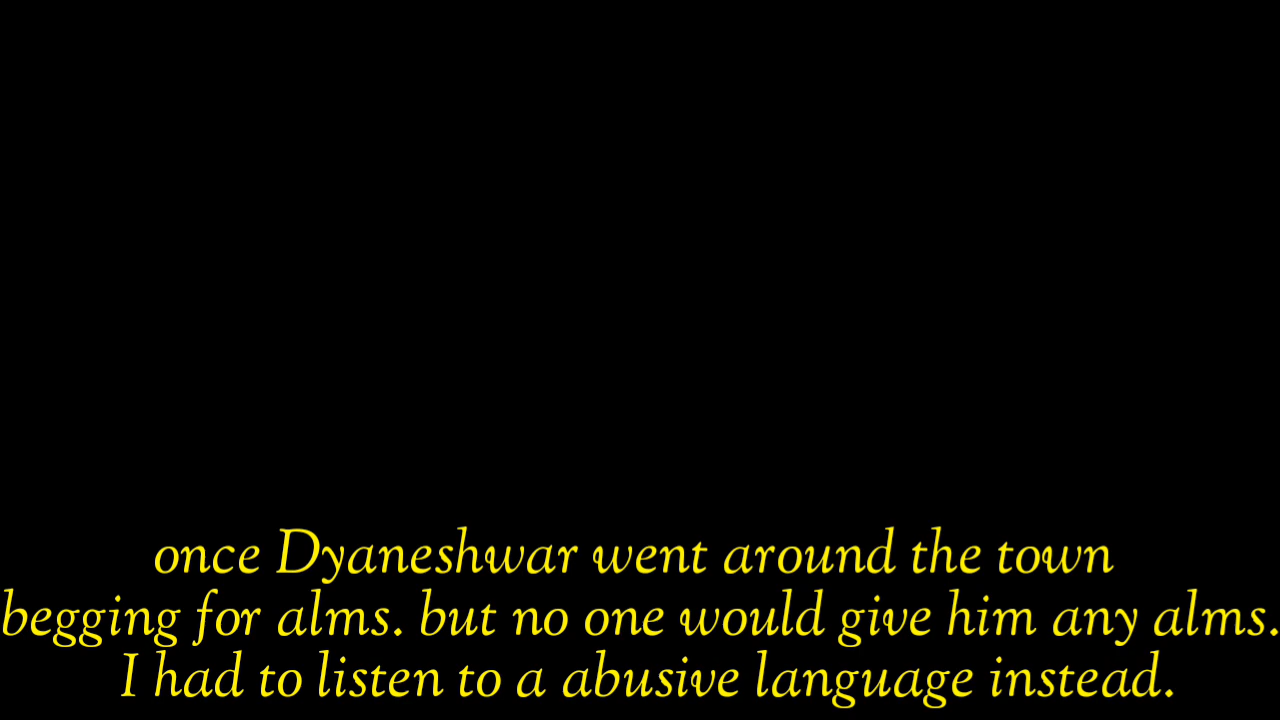 once Dyaneshwar went around the town
begging for alms. but no one would give him any alms.
I had to listen to a abusive language instead.